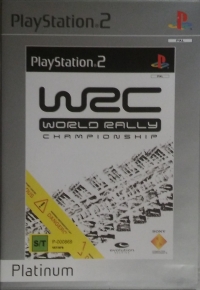 PlayStation 2
PlayStation 2
WRC
WORLD RALLY
CHAMPIONSHIP
S/T
Platinum